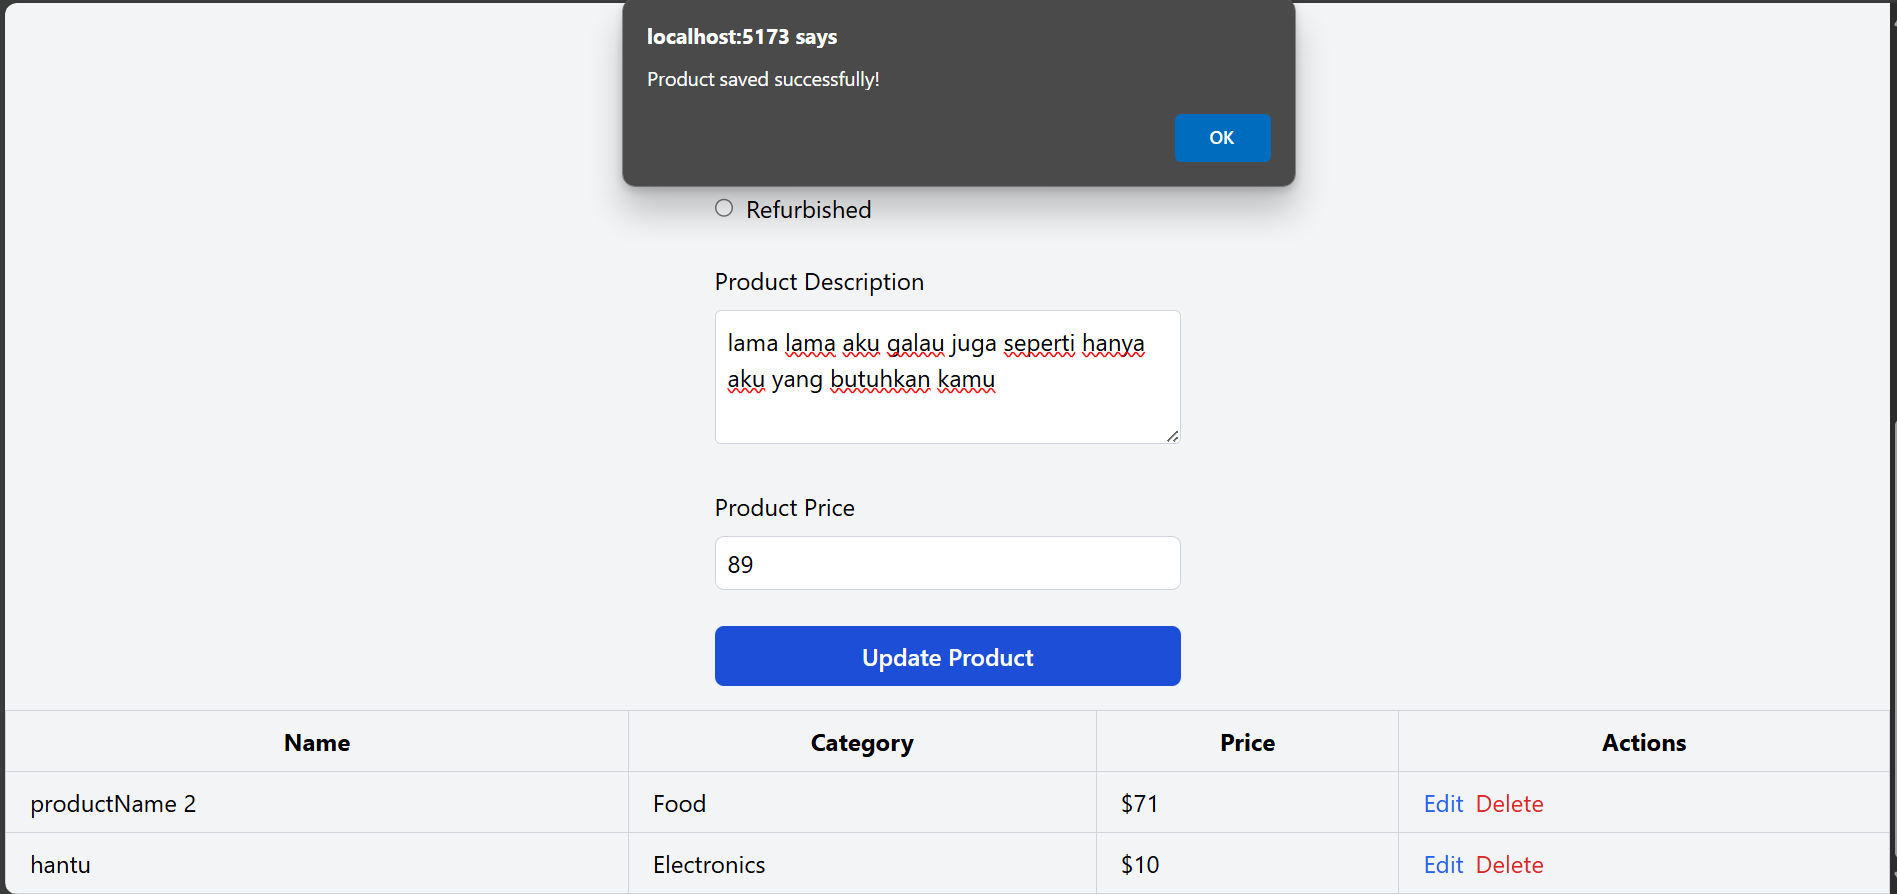 localhost:5173 says
Product saved successfully!
OK
Refurbished
Product Description
lama lama aku galau juga seperti hanya
aku yang butuhkan kamu
Product Price
89
Update Product
Name Category Price Actions
productName 2 Food $71 Edit Delete
hantu Electronics $10 Edit Delete